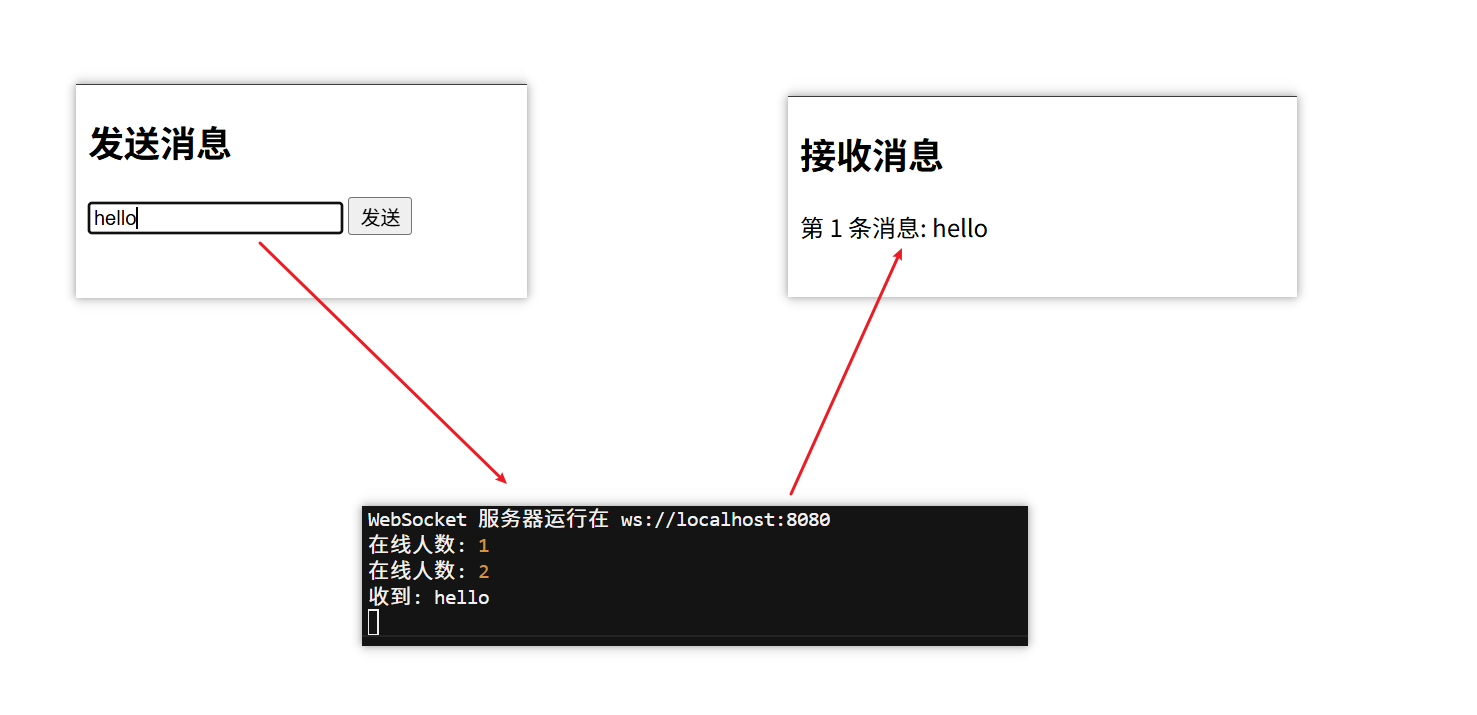 发送消息
hello 发送
接收消息
第 1 条消息: hello
WebSocket 服务器运行在 ws://localhost:8080
在线人数: 1
在线人数: 2
收到: hello